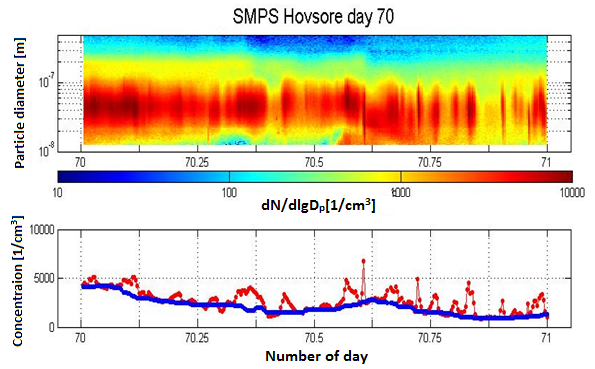 SMPS Hovsore day 70
Particle diameter [m]
10-7
10-8
70 70.25 70.5 70.75 71
10 100 1000 10000
dN/dlgDp[1/cm3]
Concentraion [1/cm3]
10000
5000
0
70 70.25 70.5 70.75 71
Number of day